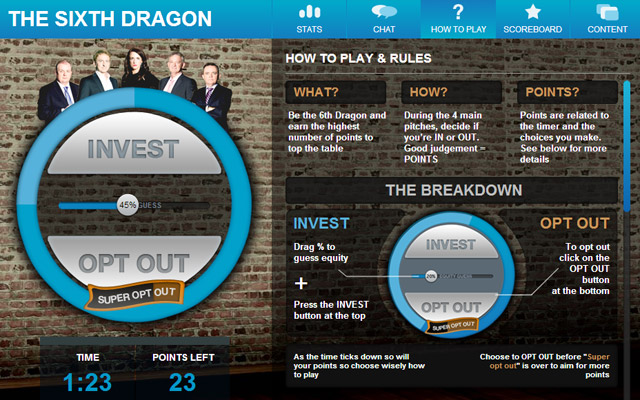 THE SIXTH DRAGON
STATS
CHAT
HOW TO PLAY
SCOREBOARD
CONTENT
INVEST
45%
GUESS
OPT OUT
SUPER OPT OUT
TIME
1:23
POINTS LEFT
23
HOW TO PLAY & RULES
WHAT?
Be the 6th Dragon and
earn the highest
number of points to
top the table
HOW?
During the 4 main
pitches, decide if
you're IN or OUT.
Good judgement =
POINTS
POINTS?
Points are related
to the timer and the
choices you make.
See below for more
details
THE BREAKDOWN
INVEST
Drag % to
guess equity
+
Press the INVEST
button at the top
INVEST
20%
OPT OUT
SUPER OPT OUT
OPT OUT
To opt out
click on the
OPT OUT
button
at the bottom
As the time ticks down so will
your points so choose wisely how
to play
Choose to OPT OUT before "Super
opt out" is over to aim for more
points